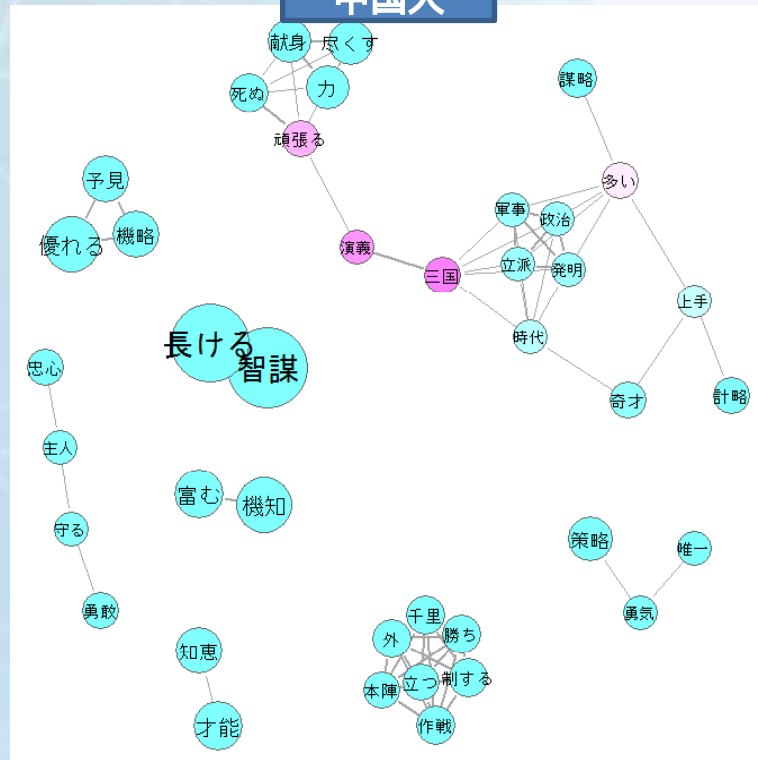 中国人
献身
尽くす
死ぬ
力
頑張る
謀略
予見
優れる
機略
多い
軍事
政治
演義
三国
立派
発明
上手
時代
長ける
智謀
忠心
奇才
計略
主人
富む
機知
守る
策略
唯一
勇敢
勇気
知恵
才能
千里
外
勝ち
本陣
立つ
制する
作戦